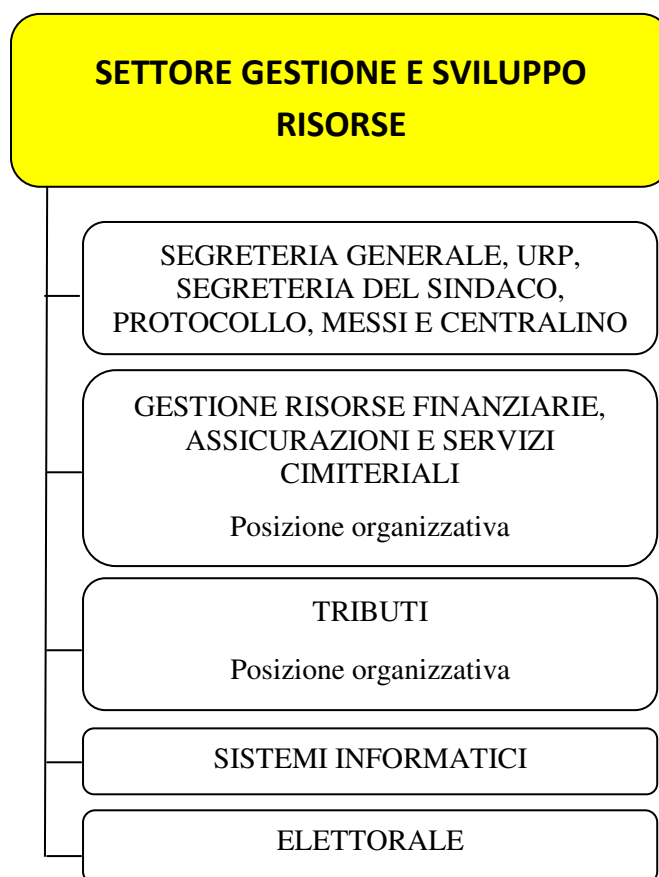 SETTORE GESTIONE E SVILUPPO
RISORSE
SEGRETERIA GENERALE, URP,
SEGRETERIA DEL SINDACO,
PROTOCOLLO, MESSI E CENTRALINO
GESTIONE RISORSE FINANZIARIE,
ASSICURAZIONI E SERVIZI
CIMITERIALI
Posizione organizzativa
TRIBUTI
Posizione organizzativa
SISTEMI INFORMATICI
ELETTORALE